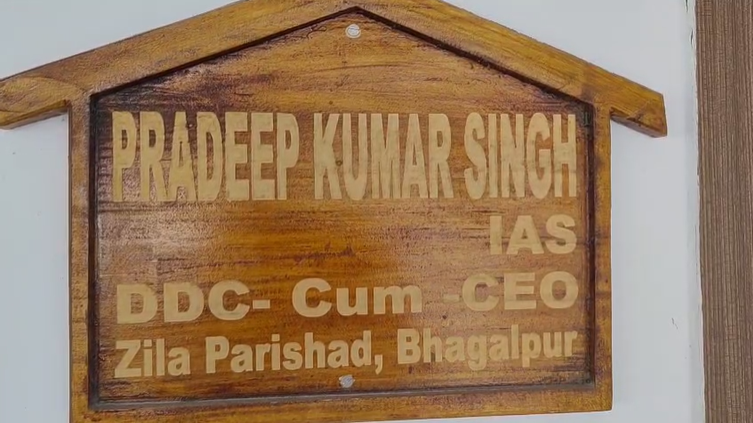 PRADEEP KUMAR SINGH
IAS
DDC- Cum -CEO
Zila Parishad, Bhagalpur